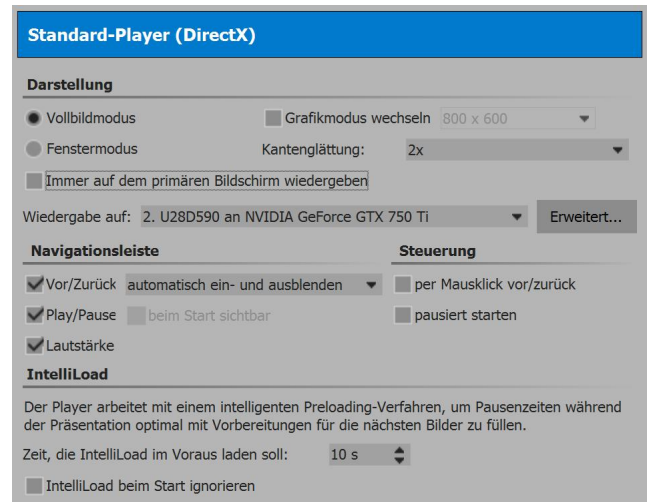 Standard-Player (DirectX)
Darstellung
Vollbildmodus
Grafikmodus wechseln 800 x 600
Fenstermodus
Kantenglättung: 2x
Immer auf dem primären Bildschirm wiedergeben
Wiedergabe auf: 2. U28D590 an NVIDIA GeForce GTX 750 Ti Erweitert...
Navigationsleiste
Steuerung
Vor/Zurück automatisch ein- und ausblenden
per Mausklick vor/zurück
Play/Pause beim Start sichtbar
pausiert starten
Lautstärke
IntelliLoad
Der Player arbeitet mit einem intelligenten Preloading-Verfahren, um Pausenzeiten während
der Präsentation optimal mit Vorbereitungen für die nächsten Bilder zu füllen.
Zeit, die IntelliLoad im Voraus laden soll: 10 s
IntelliLoad beim Start ignorieren